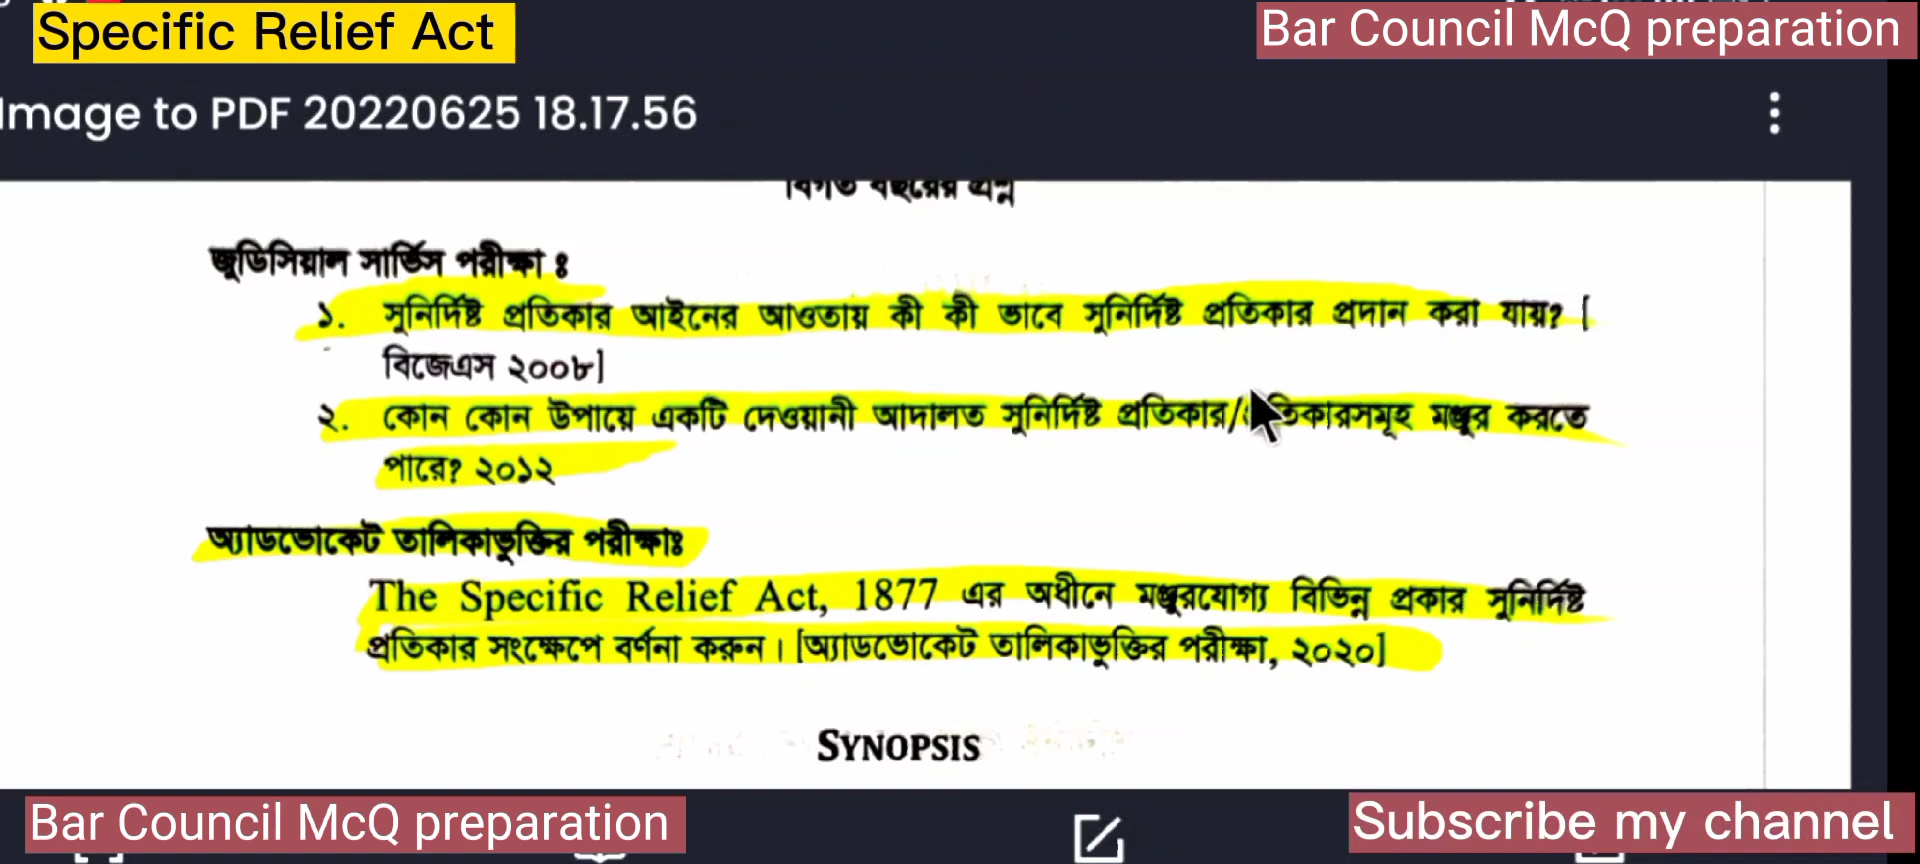 Specific Relief Act
Bar Council McQ preparation
Image to PDF 20220625 18.17.56
বিগত বছরের প্রশ্ন
জুডিসিয়াল সার্ভিস পরীক্ষা ঃ
১. সুনির্দিষ্ট প্রতিকার আইনের আওতায় কী কী ভাবে সুনির্দিষ্ট প্রতিকার প্রদান করা যায়? [
বিজেএস ২০০৮]
২. কোন কোন উপায়ে একটি দেওয়ানী আদালত সুনির্দিষ্ট প্রতিকার/প্রতিকারসমূহ মঞ্জুর করতে
পারে? ২০১২
অ্যাডভোকেট তালিকাভুক্তির পরীক্ষাঃ
The Specific Relief Act, 1877 এর অধীনে মঞ্জুরযোগ্য বিভিন্ন প্রকার সুনির্দিষ্ট
প্রতিকার সংক্ষেপে বর্ণনা করুন। [অ্যাডভোকেট তালিকাভুক্তির পরীক্ষা, ২০২০]
SYNOPSIS
Bar Council McQ preparation
Subscribe my channel